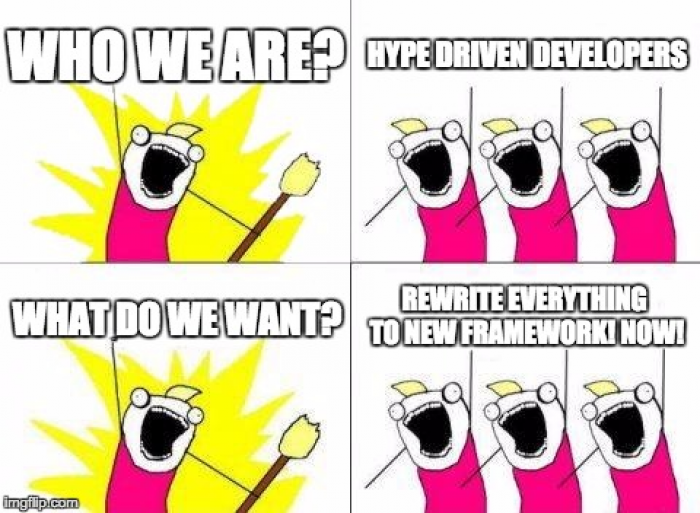 WHO WE ARE?
HYPE DRIVEN DEVELOPERS
WHAT DO WE WANT?
REWRITE EVERYTHING
TO NEW FRAMEWORK! NOW!
imgflip.com